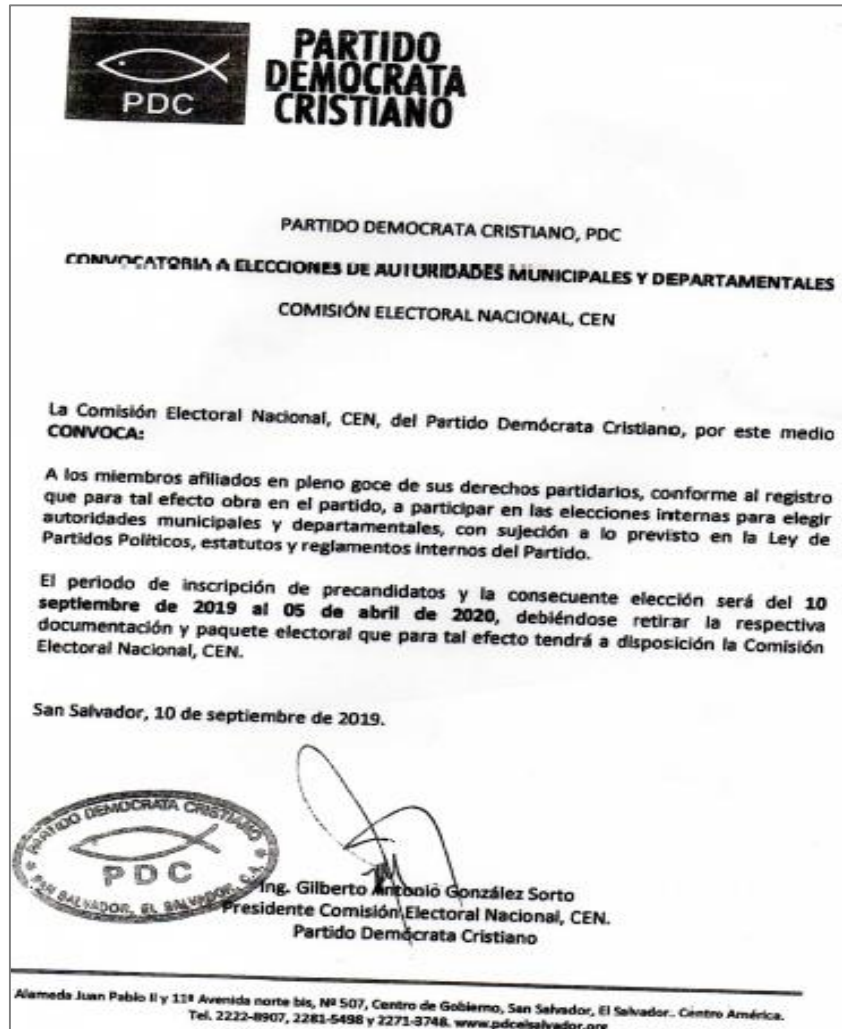 PDC
PARTIDO
DEMOCRATA
CRISTIANO
PARTIDO DEMOCRATA CRISTIANO, PDC
CONVOCATORIA A ELECCIONES DE AUTORIDADES MUNICIPALES Y DEPARTAMENTALES
COMISIÓN ELECTORAL NACIONAL, CEN
La Comisión Electoral Nacional, CEN, del Partido Demócrata Cristiano, por este medio
CONVOCA:
A los miembros afiliados en pleno goce de sus derechos partidarios, conforme al registro
que para tal efecto obra en el partido, a participar en las elecciones internas para elegir
autoridades municipales y departamentales, con sujeción a lo previsto en la Ley de
Partidos Políticos, estatutos y reglamentos internos del Partido.
El periodo de inscripción de precandidatos y la consecuente elección será del 10
septiembre de 2019 al 05 de abril de 2020, debiéndose retirar la respectiva
documentación y paquete electoral que para tal efecto tendrá a disposición la Comisión
Electoral Nacional, CEN.
San Salvador, 10 de septiembre de 2019.
PARTIDO DEMOCRATA CRISTIANO
PDC
SAN SALVADOR, EL SALVADOR, C.A.
Ing. Gilberto Antonio González Sorto
Presidente Comisión Electoral Nacional, CEN.
Partido Demócrata Cristiano
Alameda Juan Pablo II y 11ª Avenida norte bis, Nº 507, Centro de Gobierno, San Salvador, El Salvador.. Centro América.
Tel. 2222-8907, 2281-5498 y 2271-3748. www.pdcelsalvador.org